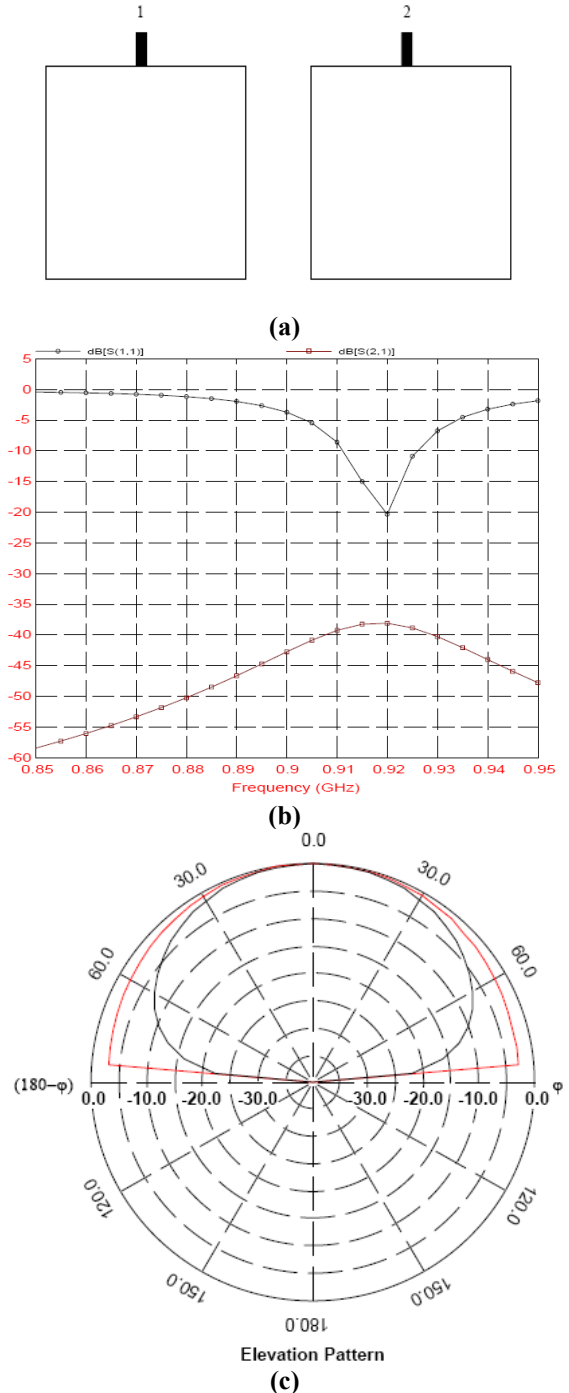 1 2
(a)
dB[S(1,1)] dB[S(2,1)]
5
0
-5
-10
-15
-20
-25
-30
-35
-40
-45
-50
-55
-60
0.85 0.86 0.87 0.88 0.89 0.9 0.91 0.92 0.93 0.94 0.95
Frequency (GHz)
(b)
0.0
30.0 30.0
60.0 60.0
(180-φ) φ
0.0 -10.0 -20.0 -30.0 -30.0 -20.0 -10.0 0.0
120.0 120.0
150.0 150.0
180.0
Elevation Pattern
(c)